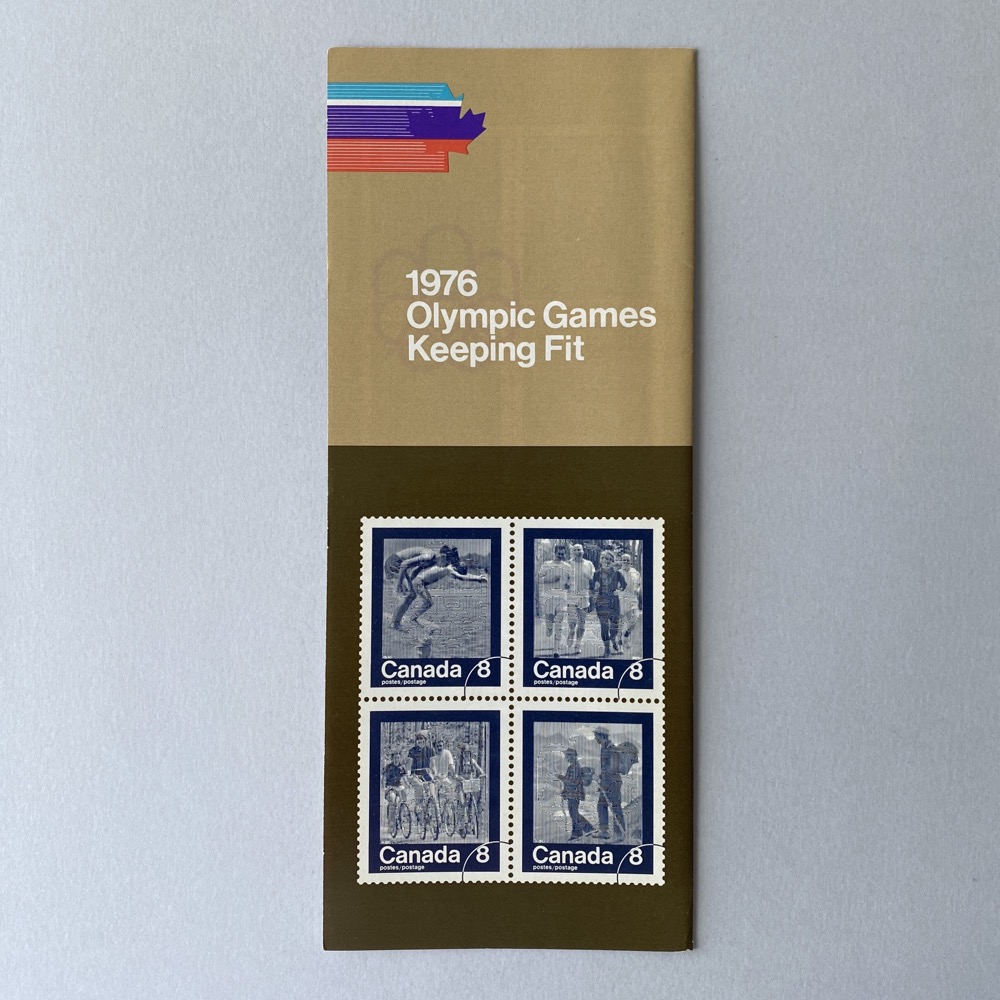 1976
Olympic Games
Keeping Fit
Canada 8
postes/postage
Canada 8
postes/postage
Canada 8
postes/postage
Canada 8
postes/postage